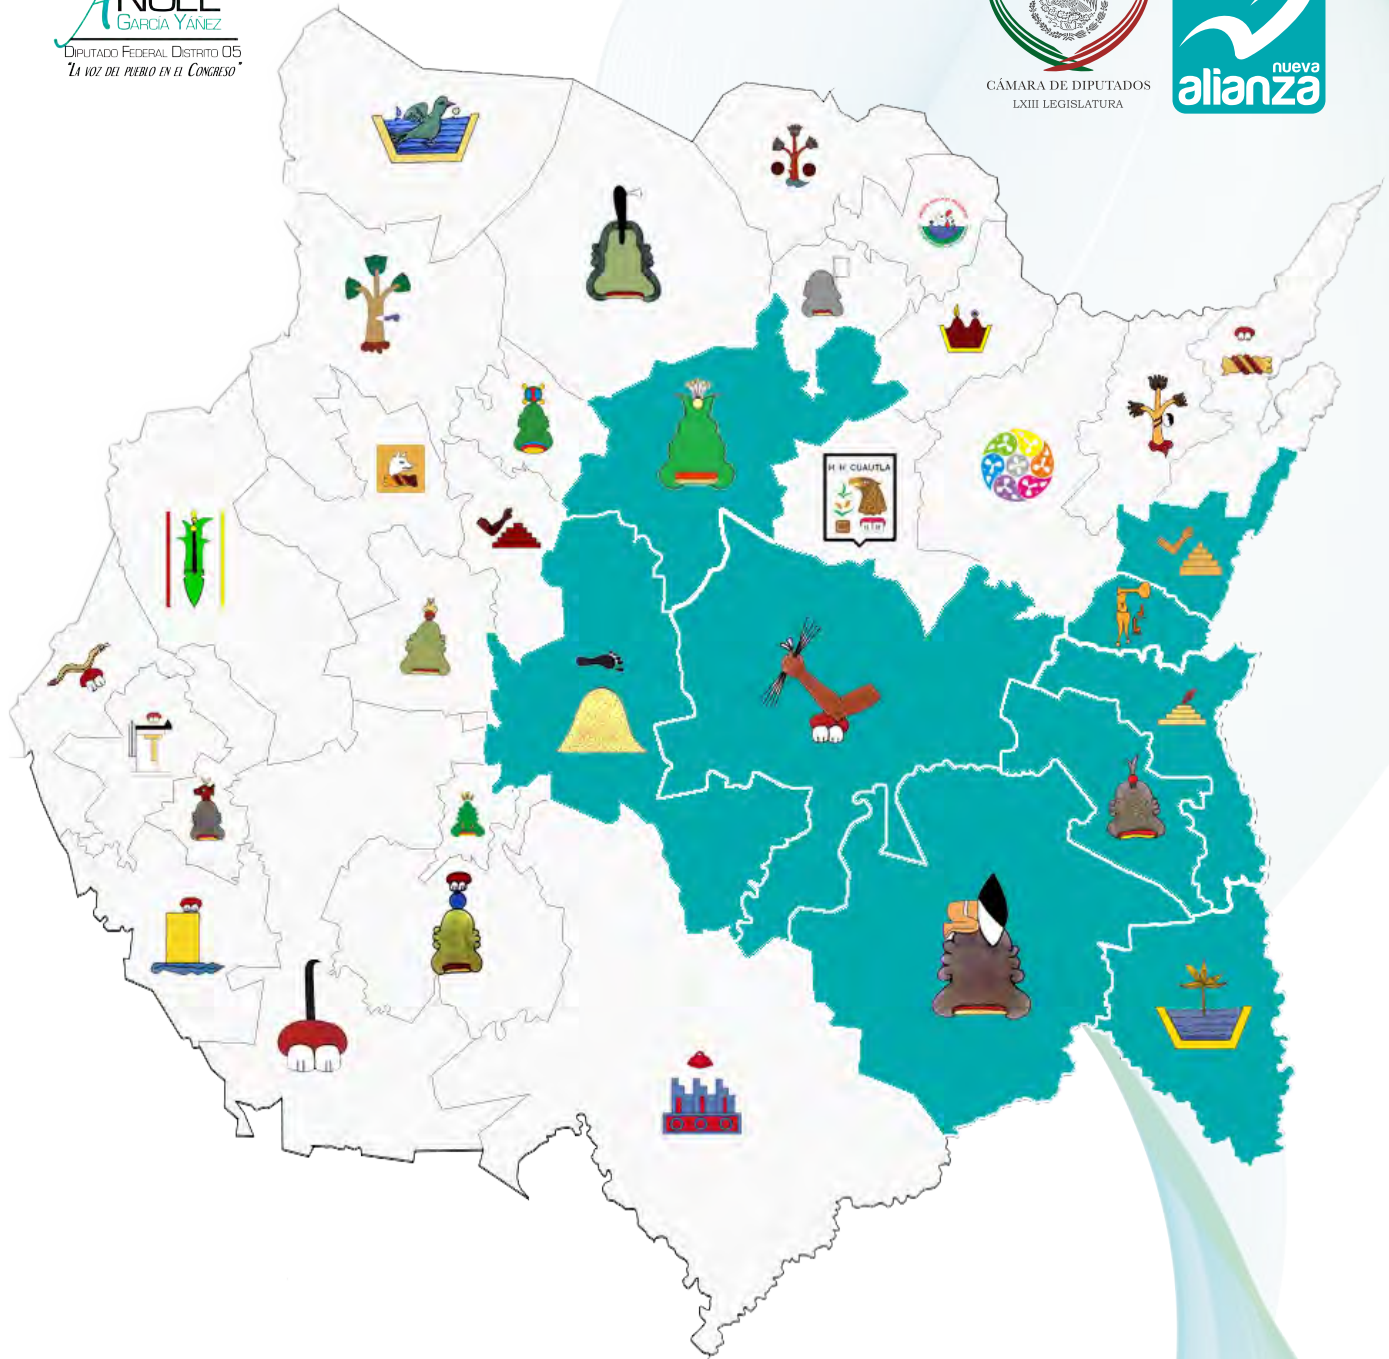 GARCÍA YÁÑEZ
DIPUTADO FEDERAL DISTRITO 05
"LA VOZ DEL PUEBLO EN EL CONGRESO"
CÁMARA DE DIPUTADOS
LXIII LEGISLATURA
nueva
alianza
H H CUAUTLA